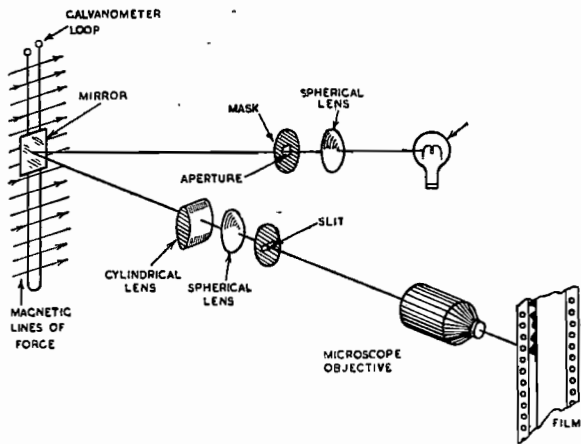 GALVANOMETER
LOOP
MIRROR
MASK
SPHERICAL
LENS
APERTURE
SLIT
CYLINDRICAL
LENS
SPHERICAL
LENS
MAGNETIC
LINES OF
FORCE
MICROSCOPE
OBJECTIVE
FILM